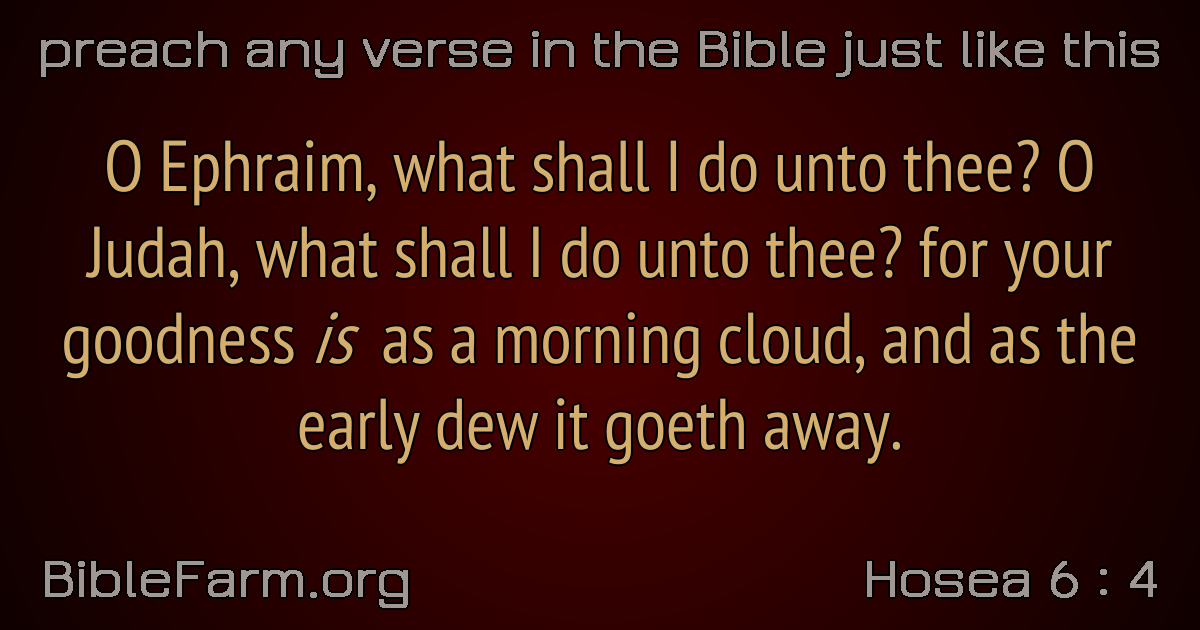 preach any verse in the Bible just like this
O Ephraim, what shall I do unto thee? O
Judah, what shall I do unto thee? for your
goodness is as a morning cloud, and as the
early dew it goeth away.
BibleFarm.org
Hosea 6 : 4